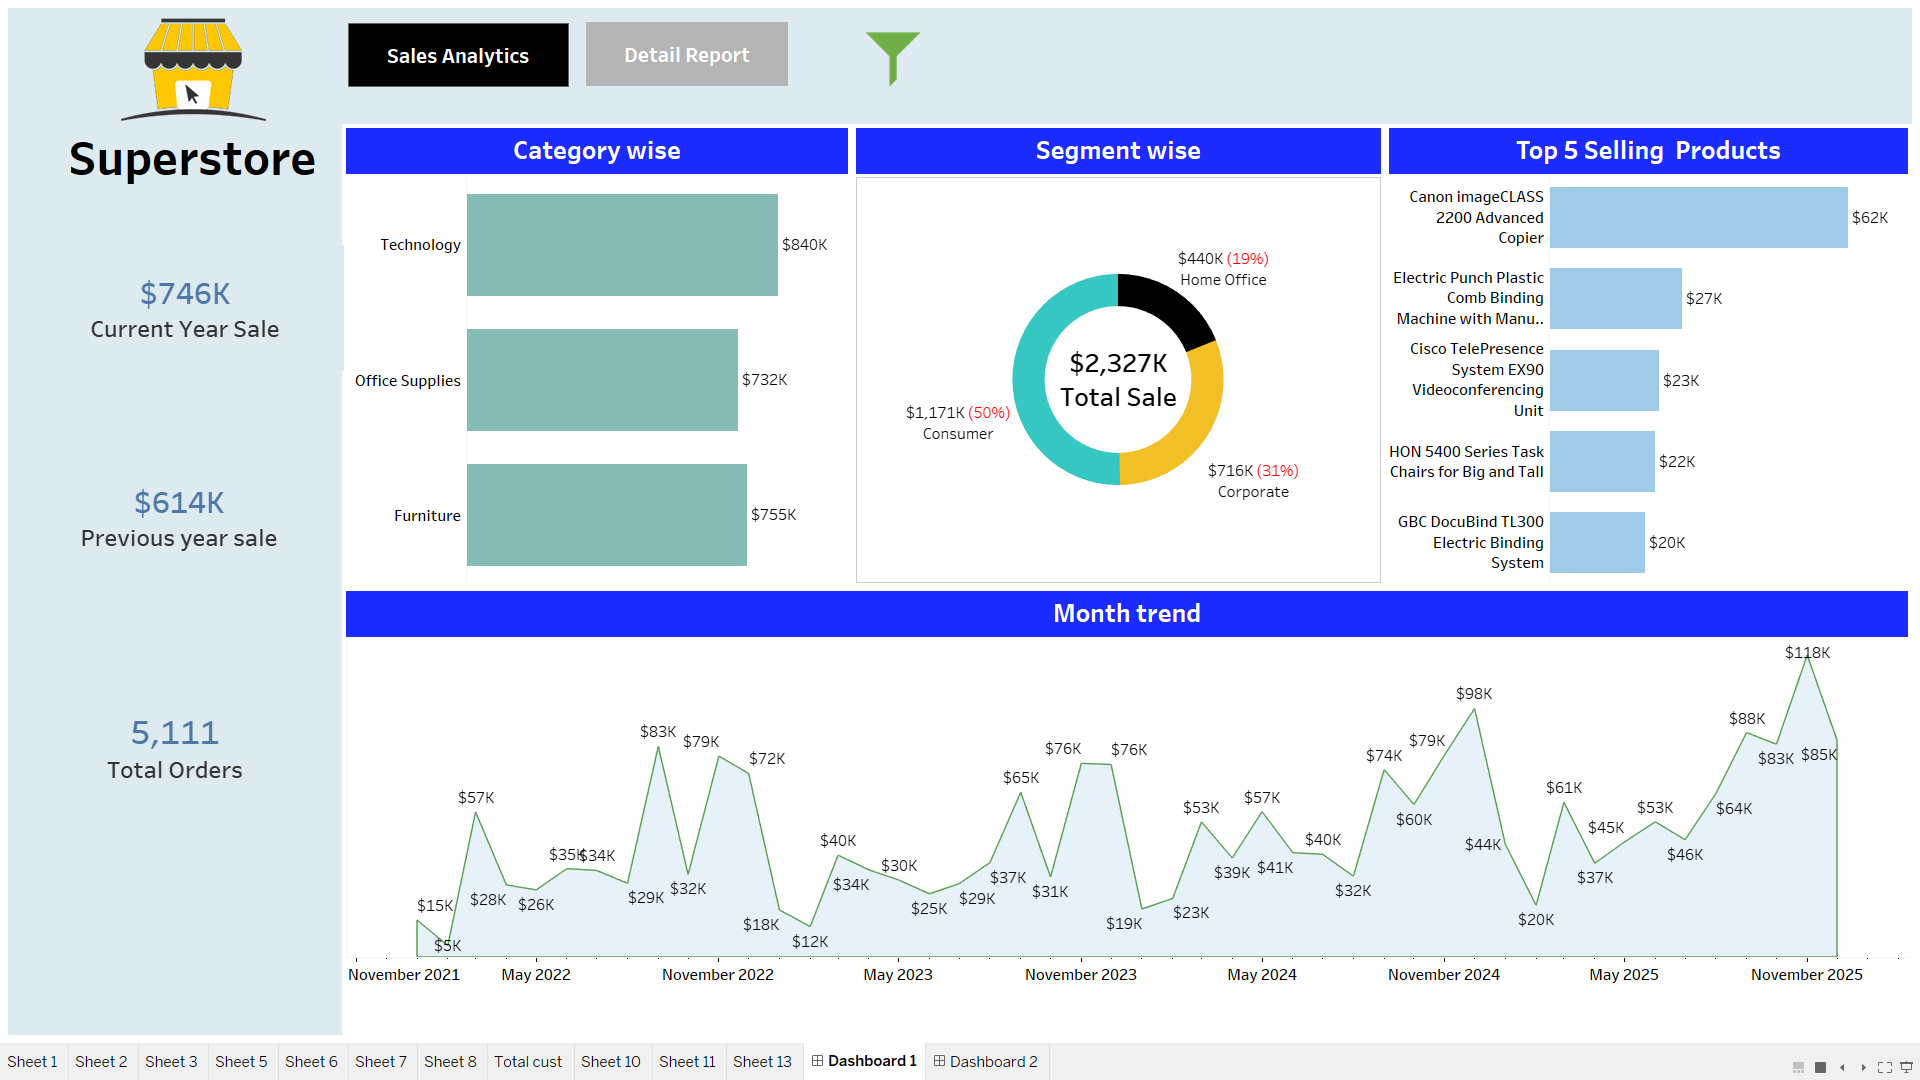 Superstore
Sales Analytics
Detail Report
$746K
Current Year Sale
$614K
Previous year sale
5,111
Total Orders
Category wise
Technology
$840K
Office Supplies
$732K
Furniture
$755K
Segment wise
$440K (19%)
Home Office
$2,327K
Total Sale
$1,171K (50%)
Consumer
$716K (31%)
Corporate
Top 5 Selling  Products
Canon imageCLASS
2200 Advanced
Copier
$62K
Electric Punch Plastic
Comb Binding
Machine with Manu..
$27K
Cisco TelePresence
System EX90
Videoconferencing
Unit
$23K
HON 5400 Series Task
Chairs for Big and Tall
$22K
GBC DocuBind TL300
Electric Binding
System
$20K
Month trend
$15K
$5K
$57K
$28K
$26K
$35K
$34K
$29K
$83K
$32K
$79K
$72K
$18K
$12K
$40K
$34K
$30K
$25K
$29K
$37K
$65K
$31K
$76K
$76K
$19K
$23K
$53K
$39K
$57K
$41K
$40K
$32K
$74K
$60K
$79K
$98K
$44K
$20K
$61K
$37K
$45K
$53K
$46K
$64K
$88K
$83K
$118K
$85K
November 2021
May 2022
November 2022
May 2023
November 2023
May 2024
November 2024
May 2025
November 2025
Sheet 1
Sheet 2
Sheet 3
Sheet 5
Sheet 6
Sheet 7
Sheet 8
Total cust
Sheet 10
Sheet 11
Sheet 13
Dashboard 1
Dashboard 2